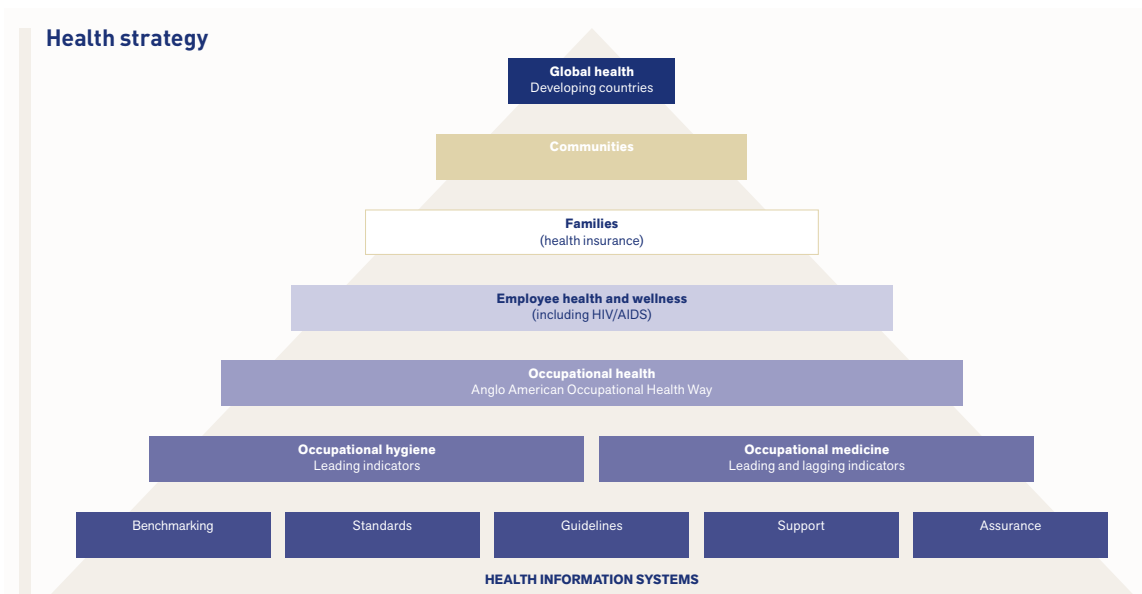 Health strategy
Global health
Developing countries
Communities
Families
(health insurance)
Employee health and wellness
(including HIV/AIDS)
Occupational health
Anglo American Occupational Health Way
Occupational hygiene
Leading indicators
Occupational medicine
Leading and lagging indicators
Benchmarking
Standards
Guidelines
Support
Assurance
HEALTH INFORMATION SYSTEMS